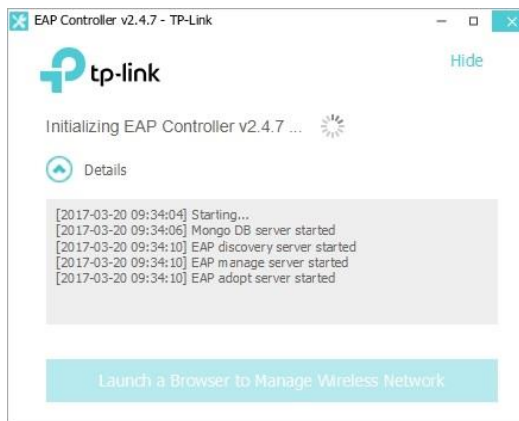 EAP Controller v2.4.7 - TP-Link
Hide
tp-link
Initializing EAP Controller v2.4.7 ...
Details
[2017-03-20 09:34:04] Starting...
[2017-03-20 09:34:06] Mongo DB server started
[2017-03-20 09:34:10] EAP discovery server started
[2017-03-20 09:34:10] EAP manage server started
[2017-03-20 09:34:10] EAP adopt server started
Launch a Browser to Manage Wireless Network